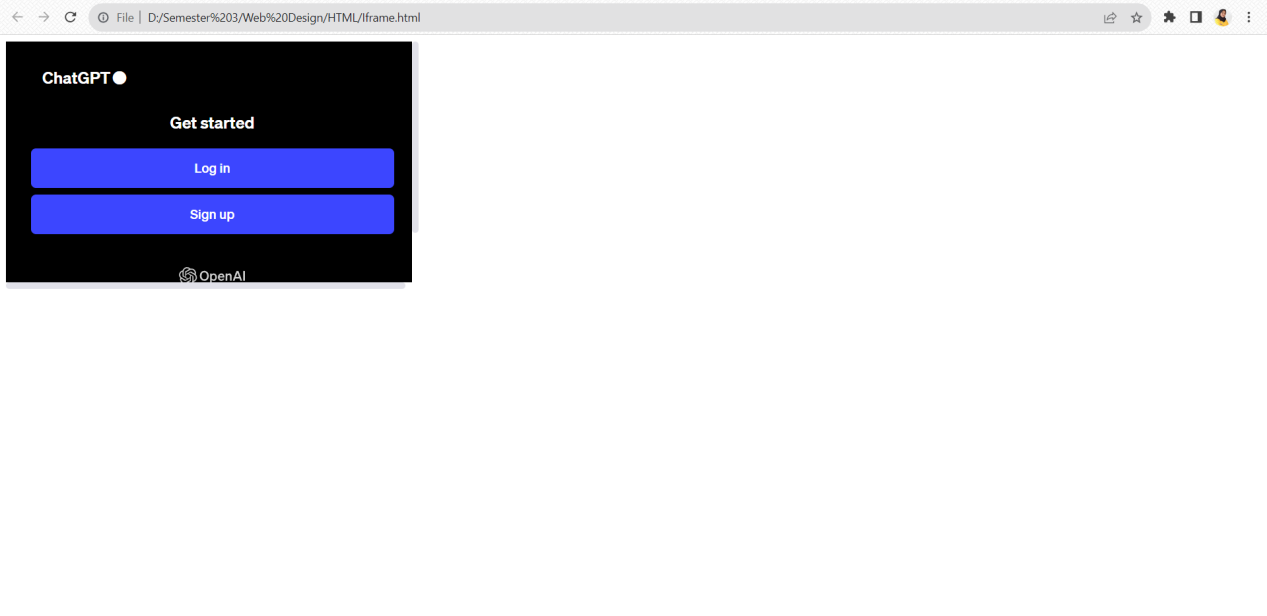 File | D:/Semester%203/Web%20Design/HTML/Iframe.html
ChatGPT
Get started
Log in
Sign up
OpenAI